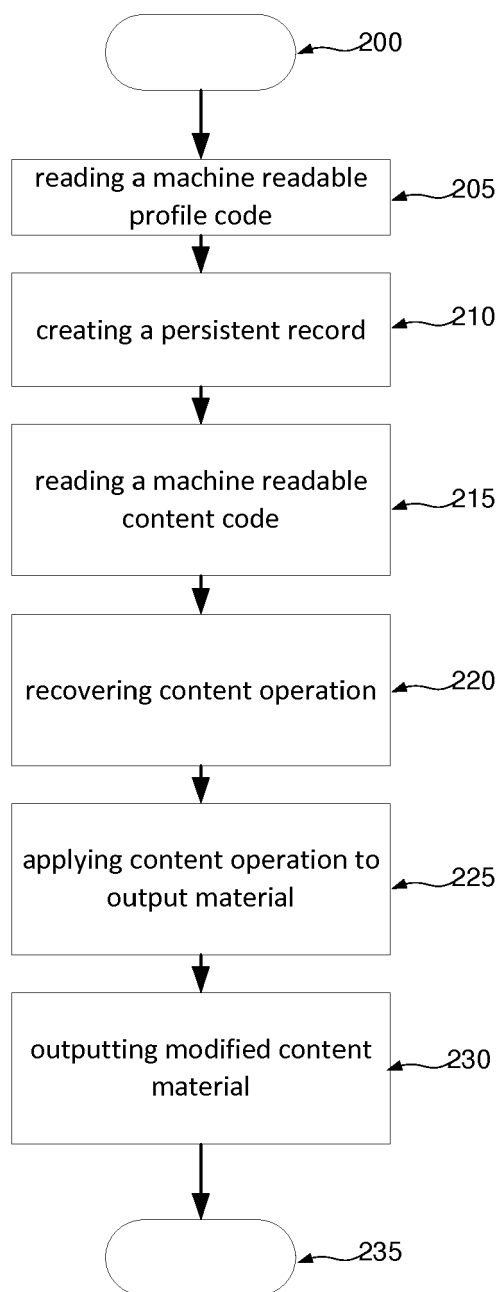 200
reading a machine readable
profile code
205
creating a persistent record
210
reading a machine readable
content code
215
recovering content operation
220
applying content operation to
output material
225
outputting modified content
material
230
235